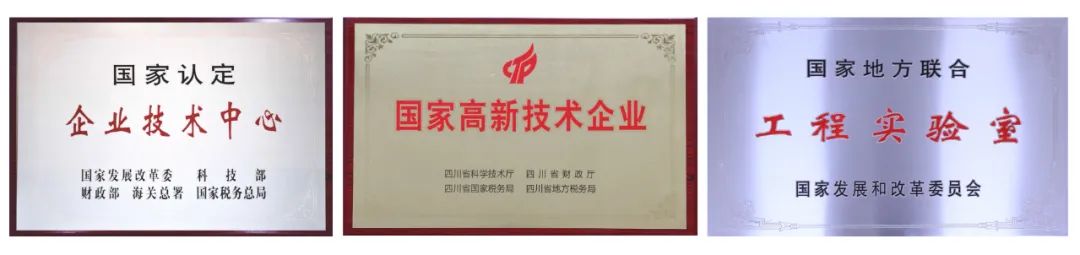 国家认定
企业技术中心
国家发展改革委 科技部
财政部 海关总署 国家税务总局
国家高新技术企业
四川省科学技术厅 四川省财政厅
四川省国家税务局 四川省地方税务局
国家地方联合
工程实验室
国家发展和改革委员会